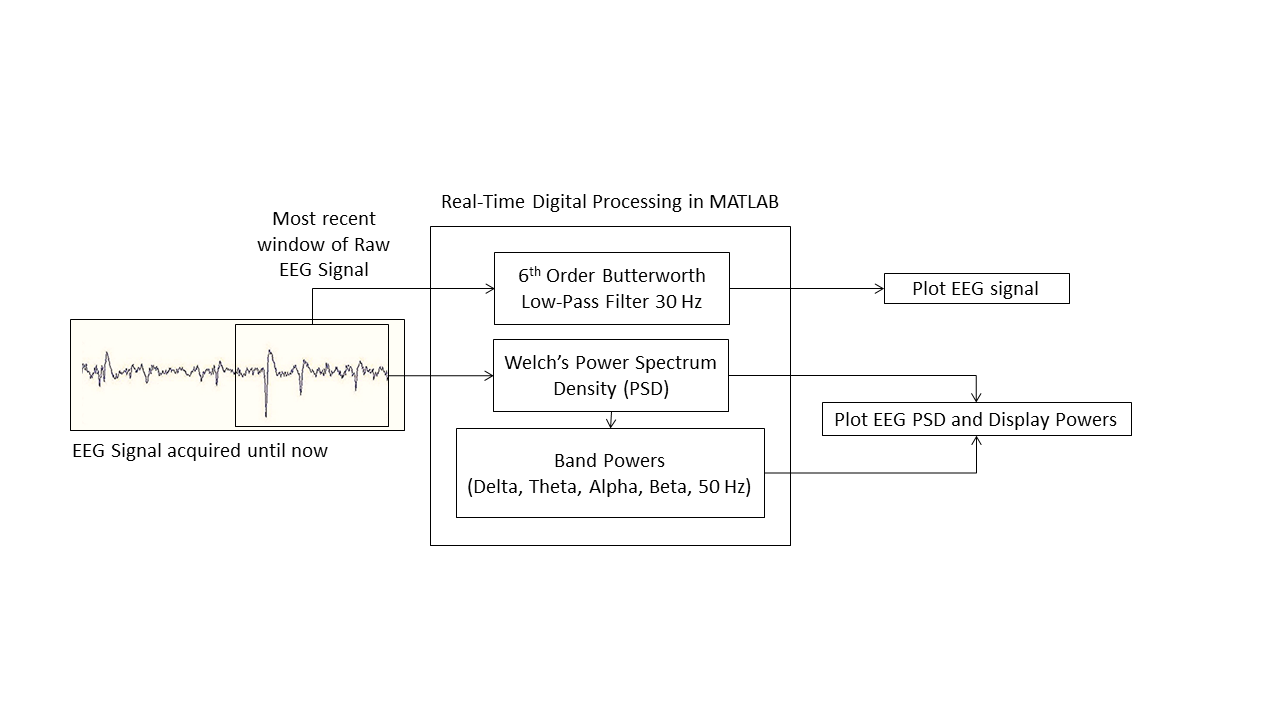 Real-Time Digital Processing in MATLAB
Most recent
window of Raw
EEG Signal
6th Order Butterworth
Low-Pass Filter 30 Hz
Plot EEG signal
Welch’s Power Spectrum
Density (PSD)
Plot EEG PSD and Display Powers
EEG Signal acquired until now
Band Powers
(Delta, Theta, Alpha, Beta, 50 Hz)